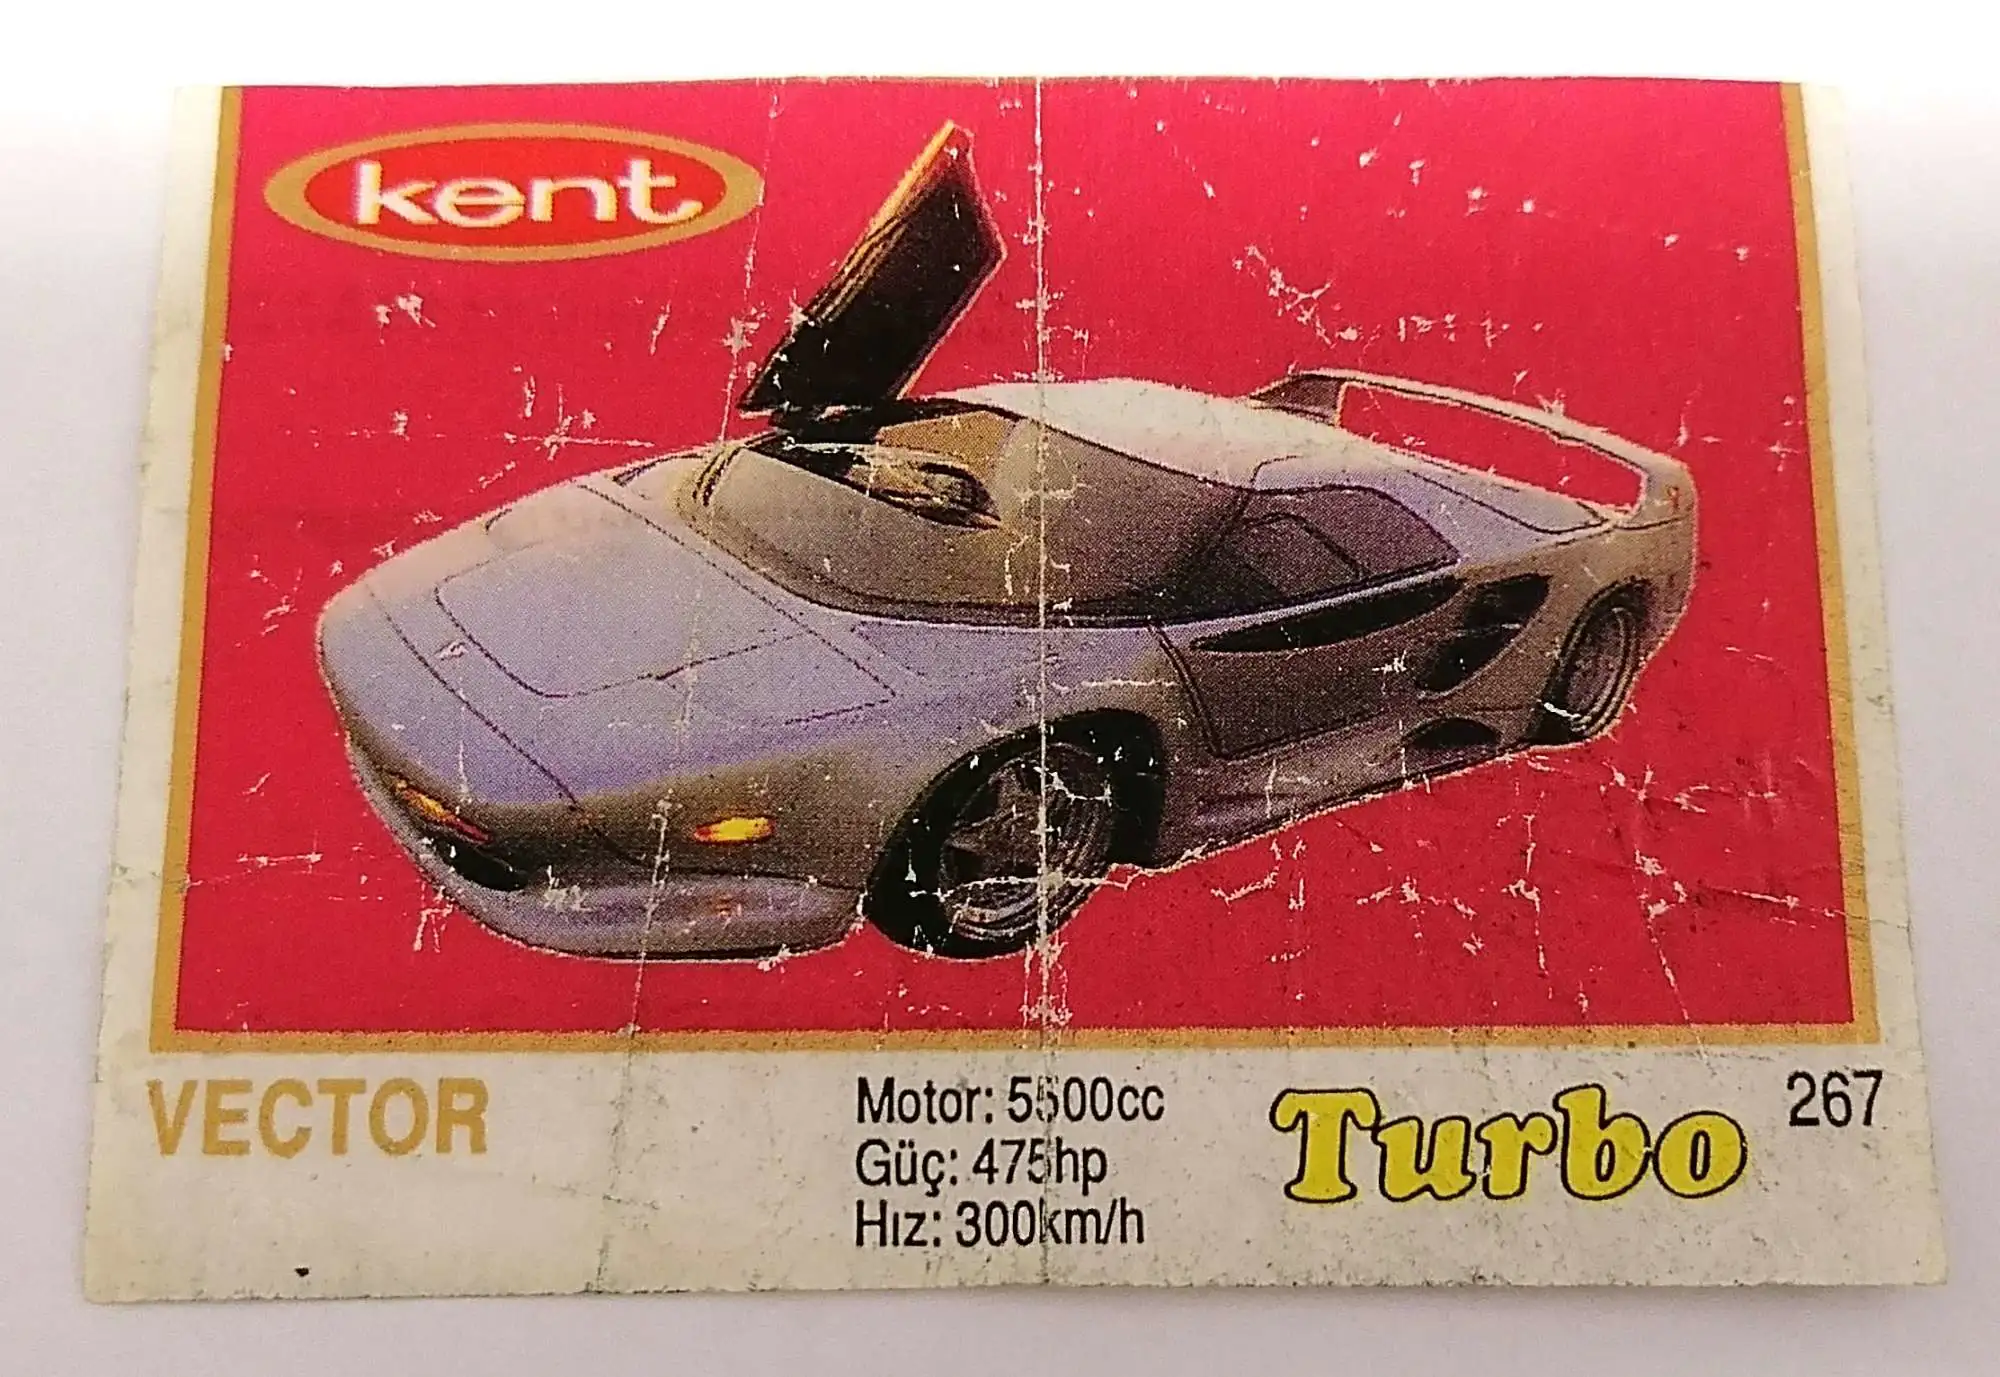 kent
VECTOR
Motor: 5500cc
Güç: 475hp
Hız: 300km/h
Turbo
267